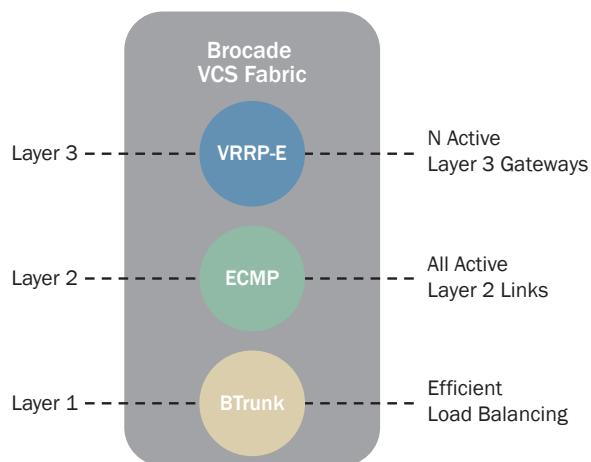 Brocade
VCS Fabric
Layer 3
VRRP-E
N Active
Layer 3 Gateways
Layer 2
ECMP
All Active
Layer 2 Links
Layer 1
BTrunk
Efficient
Load Balancing